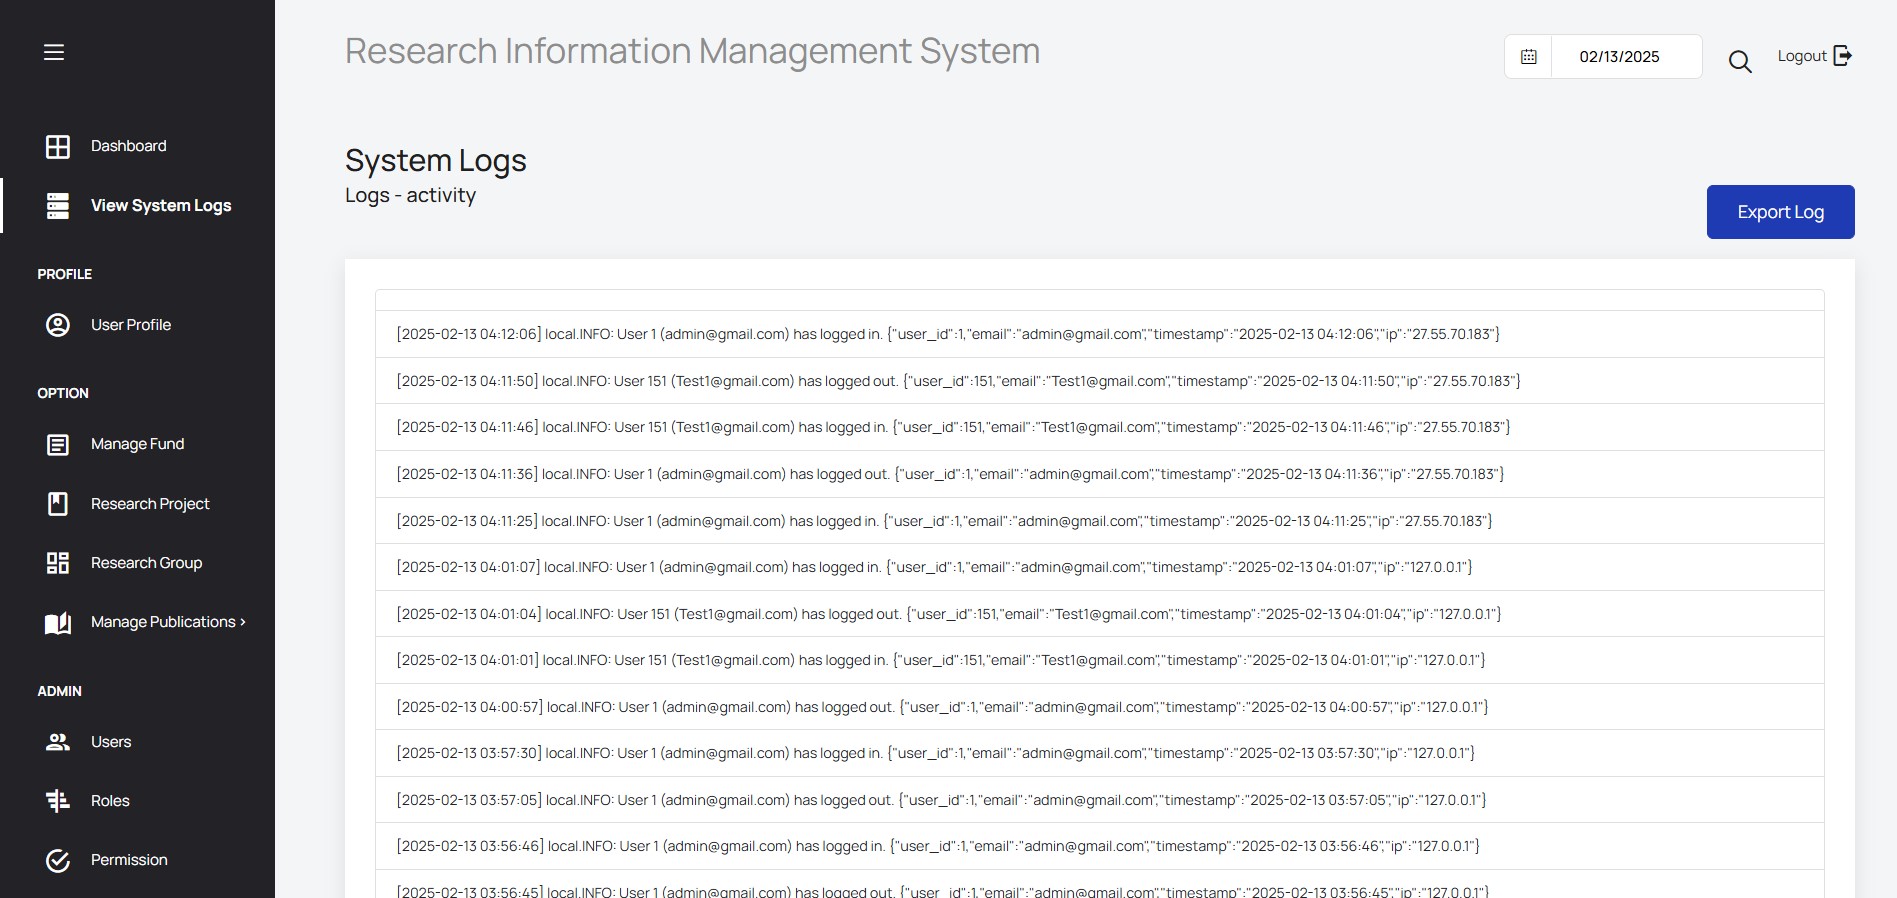 Research Information Management System
02/13/2025
Logout
Dashboard
View System Logs
PROFILE
User Profile
OPTION
Manage Fund
Research Project
Research Group
Manage Publications >
ADMIN
Users
Roles
Permission
System Logs
Logs - activity
Export Log
[2025-02-13 04:12:06] local.INFO: User 1 (admin@gmail.com) has logged in. {"user_id":1,"email":"admin@gmail.com","timestamp":"2025-02-13 04:12:06","ip":"27.55.70.183"}
[2025-02-13 04:11:50] local.INFO: User 151 (Test1@gmail.com) has logged out. {"user_id":151,"email":"Test1@gmail.com","timestamp":"2025-02-13 04:11:50","ip":"27.55.70.183"}
[2025-02-13 04:11:46] local.INFO: User 151 (Test1@gmail.com) has logged in. {"user_id":151,"email":"Test1@gmail.com","timestamp":"2025-02-13 04:11:46","ip":"27.55.70.183"}
[2025-02-13 04:11:36] local.INFO: User 1 (admin@gmail.com) has logged out. {"user_id":1,"email":"admin@gmail.com","timestamp":"2025-02-13 04:11:36","ip":"27.55.70.183"}
[2025-02-13 04:11:25] local.INFO: User 1 (admin@gmail.com) has logged in. {"user_id":1,"email":"admin@gmail.com","timestamp":"2025-02-13 04:11:25","ip":"27.55.70.183"}
[2025-02-13 04:01:07] local.INFO: User 1 (admin@gmail.com) has logged in. {"user_id":1,"email":"admin@gmail.com","timestamp":"2025-02-13 04:01:07","ip":"127.0.0.1"}
[2025-02-13 04:01:04] local.INFO: User 151 (Test1@gmail.com) has logged out. {"user_id":151,"email":"Test1@gmail.com","timestamp":"2025-02-13 04:01:04","ip":"127.0.0.1"}
[2025-02-13 04:01:01] local.INFO: User 151 (Test1@gmail.com) has logged in. {"user_id":151,"email":"Test1@gmail.com","timestamp":"2025-02-13 04:01:01","ip":"127.0.0.1"}
[2025-02-13 04:00:57] local.INFO: User 1 (admin@gmail.com) has logged out. {"user_id":1,"email":"admin@gmail.com","timestamp":"2025-02-13 04:00:57","ip":"127.0.0.1"}
[2025-02-13 03:57:30] local.INFO: User 1 (admin@gmail.com) has logged in. {"user_id":1,"email":"admin@gmail.com","timestamp":"2025-02-13 03:57:30","ip":"127.0.0.1"}
[2025-02-13 03:57:05] local.INFO: User 1 (admin@gmail.com) has logged out. {"user_id":1,"email":"admin@gmail.com","timestamp":"2025-02-13 03:57:05","ip":"127.0.0.1"}
[2025-02-13 03:56:46] local.INFO: User 1 (admin@gmail.com) has logged in. {"user_id":1,"email":"admin@gmail.com","timestamp":"2025-02-13 03:56:46","ip":"127.0.0.1"}
[2025-02-13 03:56:45] local.INFO: User 1 (admin@gmail.com) has logged out. {"user_id":1,"email":"admin@gmail.com","timestamp":"2025-02-13 03:56:45","ip":"127.0.0.1"}